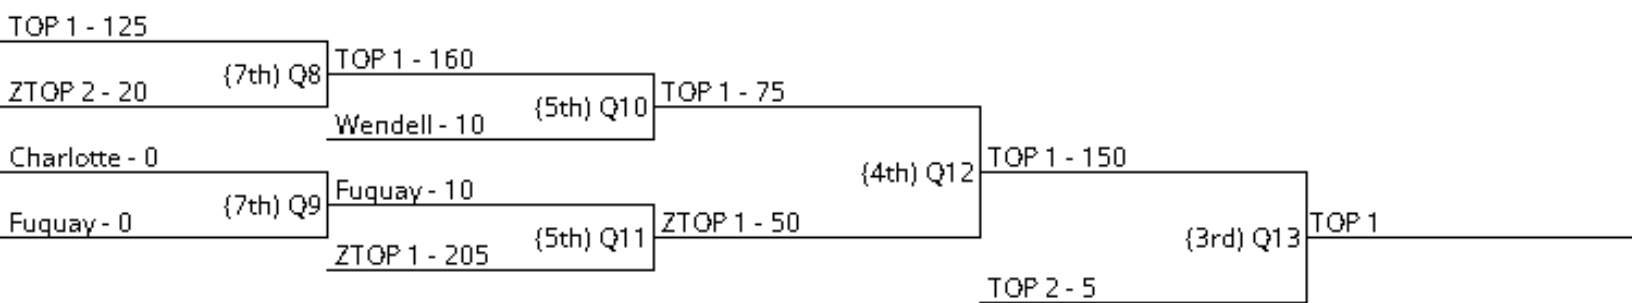 TOP 1 - 125
TOP 1 - 160
{7th) Q8
ZTOP 2 - 20
TOP 1 - 75
{5th) Q10
Wendell - 10
Charlotte - 0
TOP 1 - 150
{4th) Q12
Fuquay - 10
{7th) Q9
Fuquay - 0
ZTOP 1 - 50
TOP 1
{5th) Q11
{3rd) Q13
ZTOP 1 - 205
TOP 2 - 5